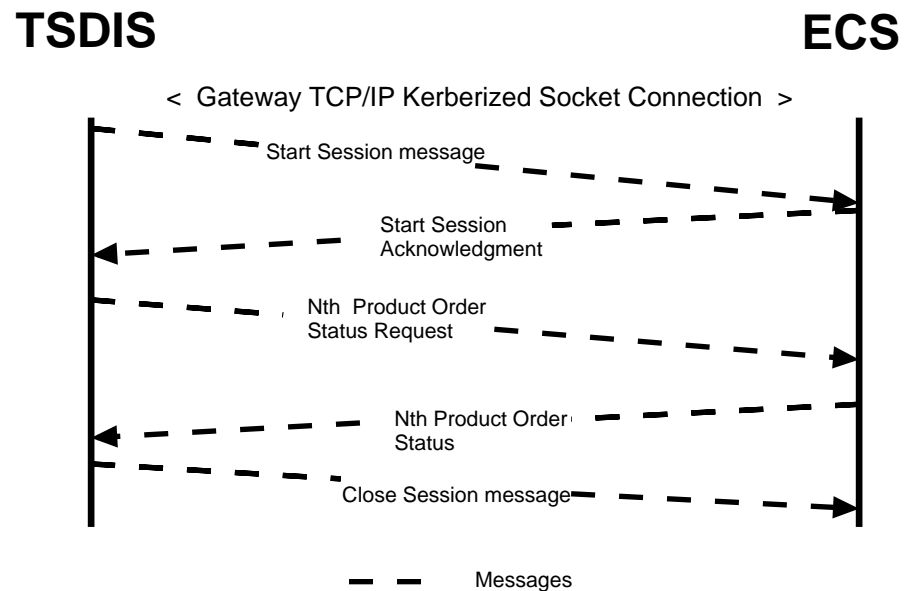 TSDIS
ECS
< Gateway TCP/IP Kerberized Socket Connection >
Start Session message
Start Session
Acknowledgment
Nth Product Order
Status Request
Nth Product Order
Status
Close Session message
Messages